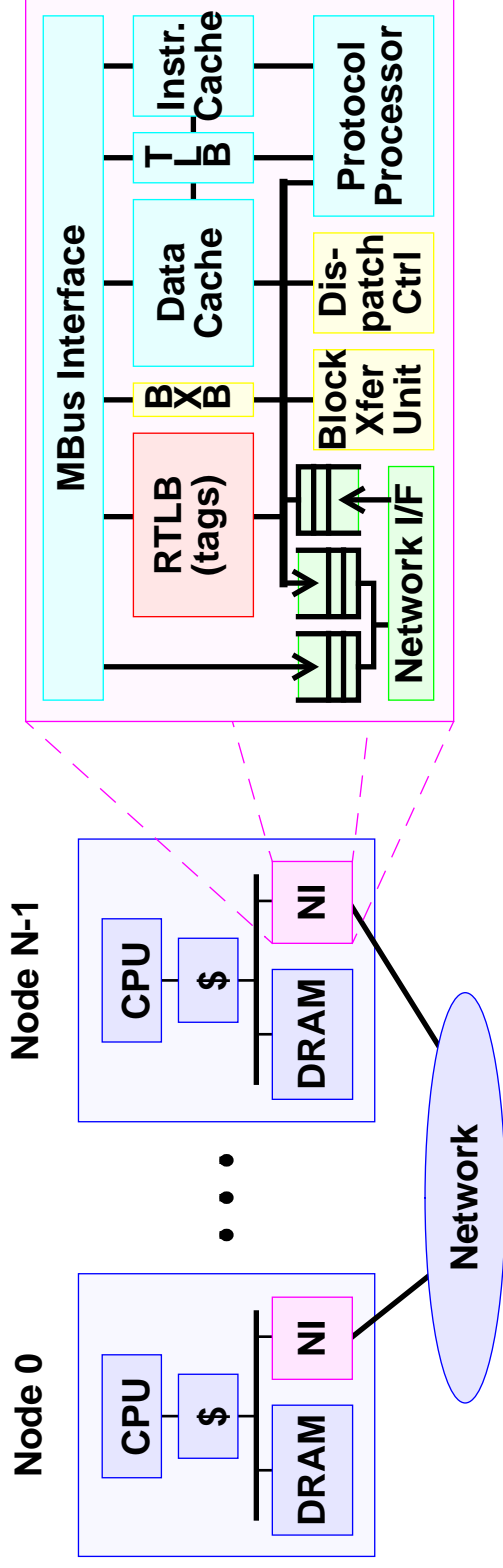 Node 0
CPU
$
DRAM
NI
Node N-1
CPU
$
DRAM
NI
Network
MBus Interface
RTLB
(tags)
B
X
B
Data
Cache
T
L
B
Instr.
Cache
Network I/F
Block
Xfer
Unit
Dis-
patch
Ctrl
Protocol
Processor